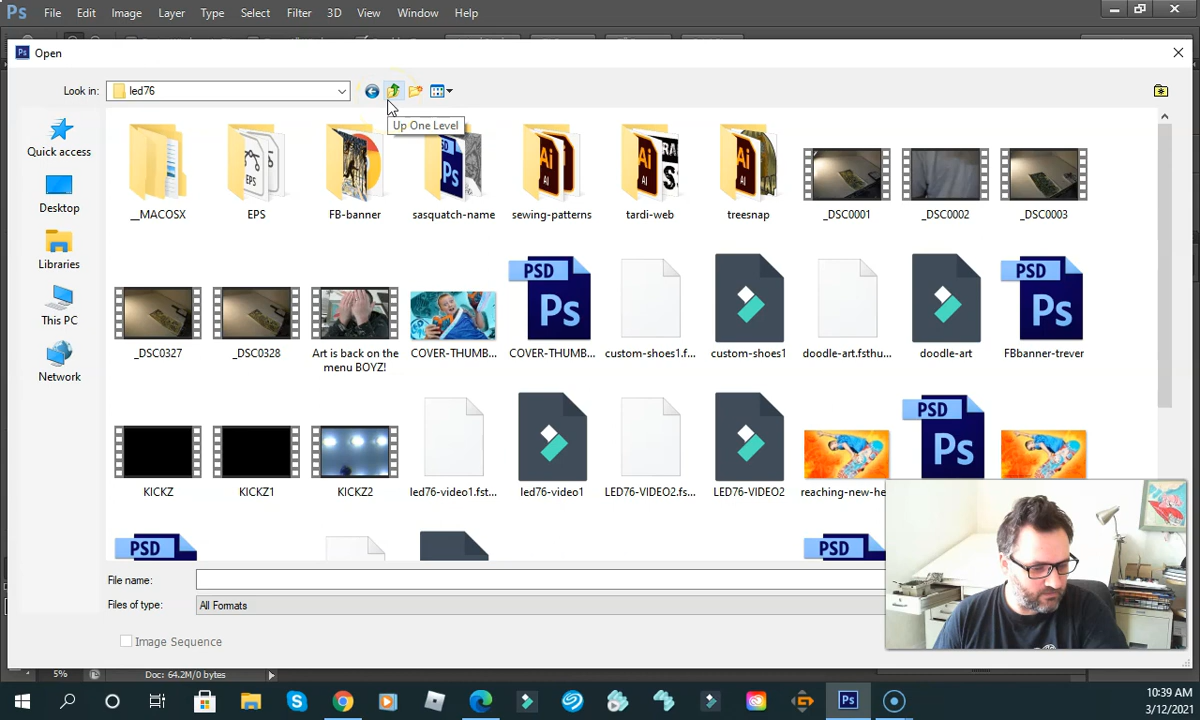 Ps File Edit Image Layer Type Select Filter 3D View Window Help
Ps Open
Look in: led76
Up One Level
Quick access
Desktop
Libraries
This PC
Network
__MACOSX EPS FB-banner sasquatch-name sewing-patterns tardi-web treesnap _DSC0001 _DSC0002 _DSC0003
_DSC0327 _DSC0328 Art is back on the COVER-THUMB... COVER-THUMB... custom-shoes1.f... custom-shoes1 doodle-art.fsthu... doodle-art FBbanner-trever
menu BOYZ!
KICKZ KICKZ1 KICKZ2 led76-video1.fst... led76-video1 LED76-VIDEO2.fs... LED76-VIDEO2 reaching-new-he
PSD PSD
File name:
Files of type: All Formats
Image Sequence
5% Doc: 64.2M/0 bytes
10:39 AM
3/12/2021